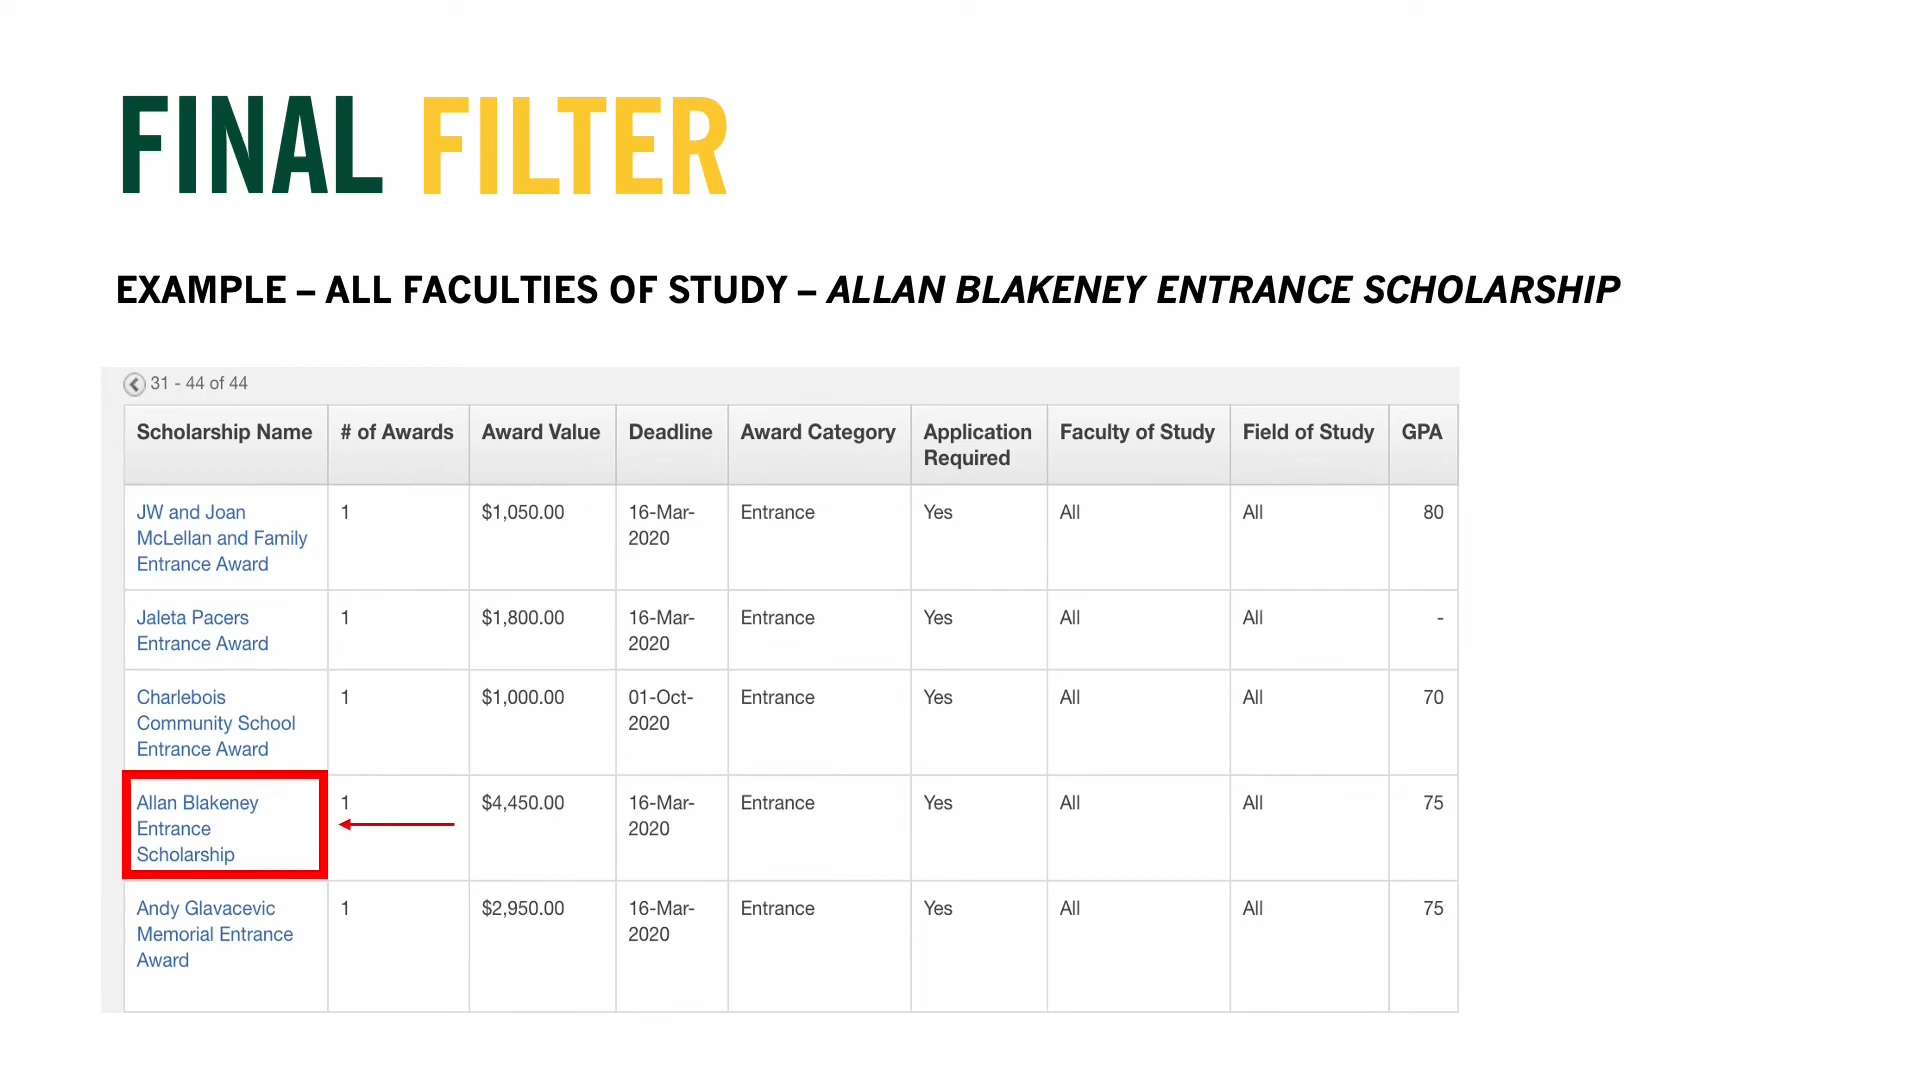 FINAL FILTER
EXAMPLE – ALL FACULTIES OF STUDY – ALLAN BLAKENEY ENTRANCE SCHOLARSHIP
31 - 44 of 44
Scholarship Name # of Awards Award Value Deadline Award Category Application Required Faculty of Study Field of Study GPA
JW and Joan 1 $1,050.00 16-Mar- Entrance Yes All All 80
McLellan and Family 2020
Entrance Award
Jaleta Pacers 1 $1,800.00 16-Mar- Entrance Yes All All -
Entrance Award 2020
Charlebois 1 $1,000.00 01-Oct- Entrance Yes All All 70
Community School 2020
Entrance Award
Allan Blakeney 1 $4,450.00 16-Mar- Entrance Yes All All 75
Entrance 2020
Scholarship
Andy Glavacevic 1 $2,950.00 16-Mar- Entrance Yes All All 75
Memorial Entrance 2020
Award